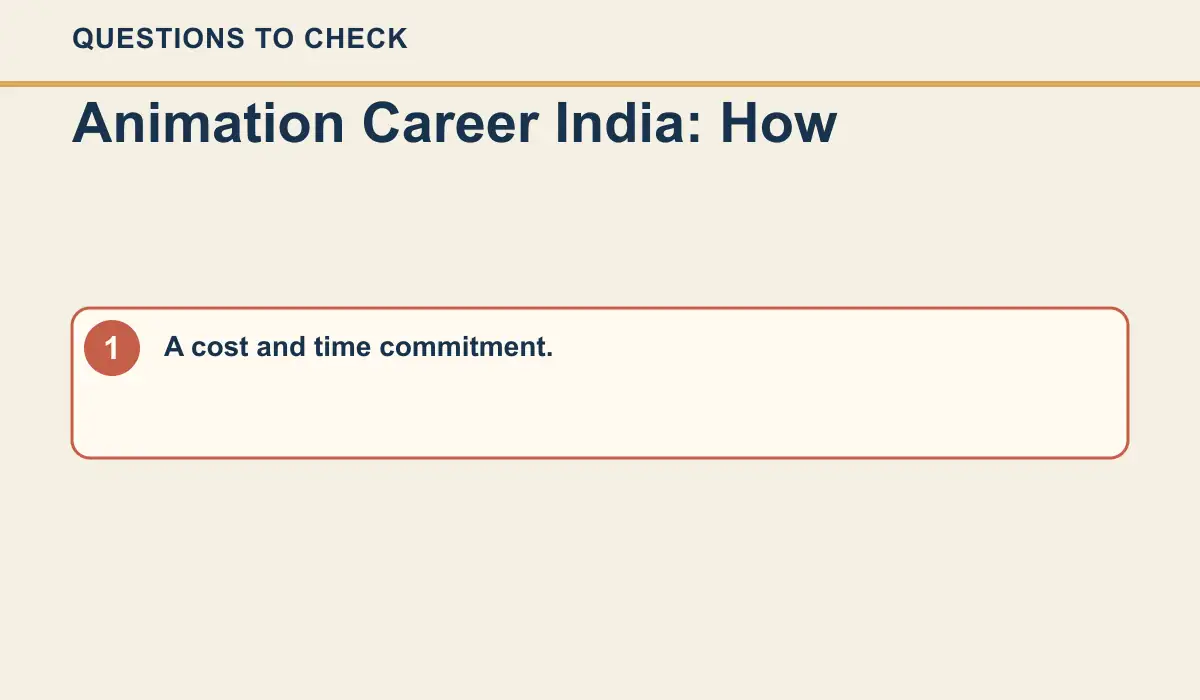 QUESTIONS TO CHECK
Animation Career India: How
1
A cost and time commitment.